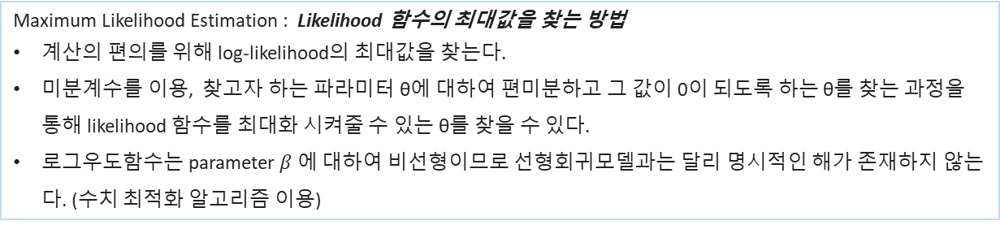 Maximum Likelihood Estimation : Likelihood 함수의 최대값을 찾는 방법
• 계산의 편의를 위해 log-likelihood의 최대값을 찾는다.
• 미분계수를 이용, 찾고자 하는 파라미터 θ에 대하여 편미분하고 그 값이 0이 되도록 하는 θ를 찾는 과정을
통해 likelihood 함수를 최대화 시켜줄 수 있는 θ를 찾을 수 있다.
• 로그우도함수는 parameter 𝛽 에 대하여 비선형이므로 선형회귀모델과는 달리 명시적인 해가 존재하지 않는
다. (수치 최적화 알고리즘 이용)